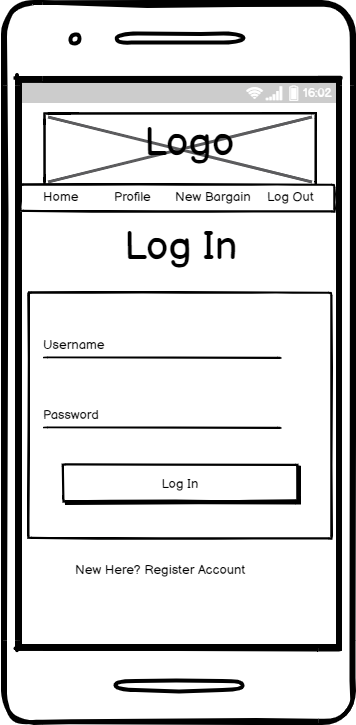 16:02
Logo
Home Profile New Bargain Log Out
Log In
Username
Password
Log In
New Here? Register Account